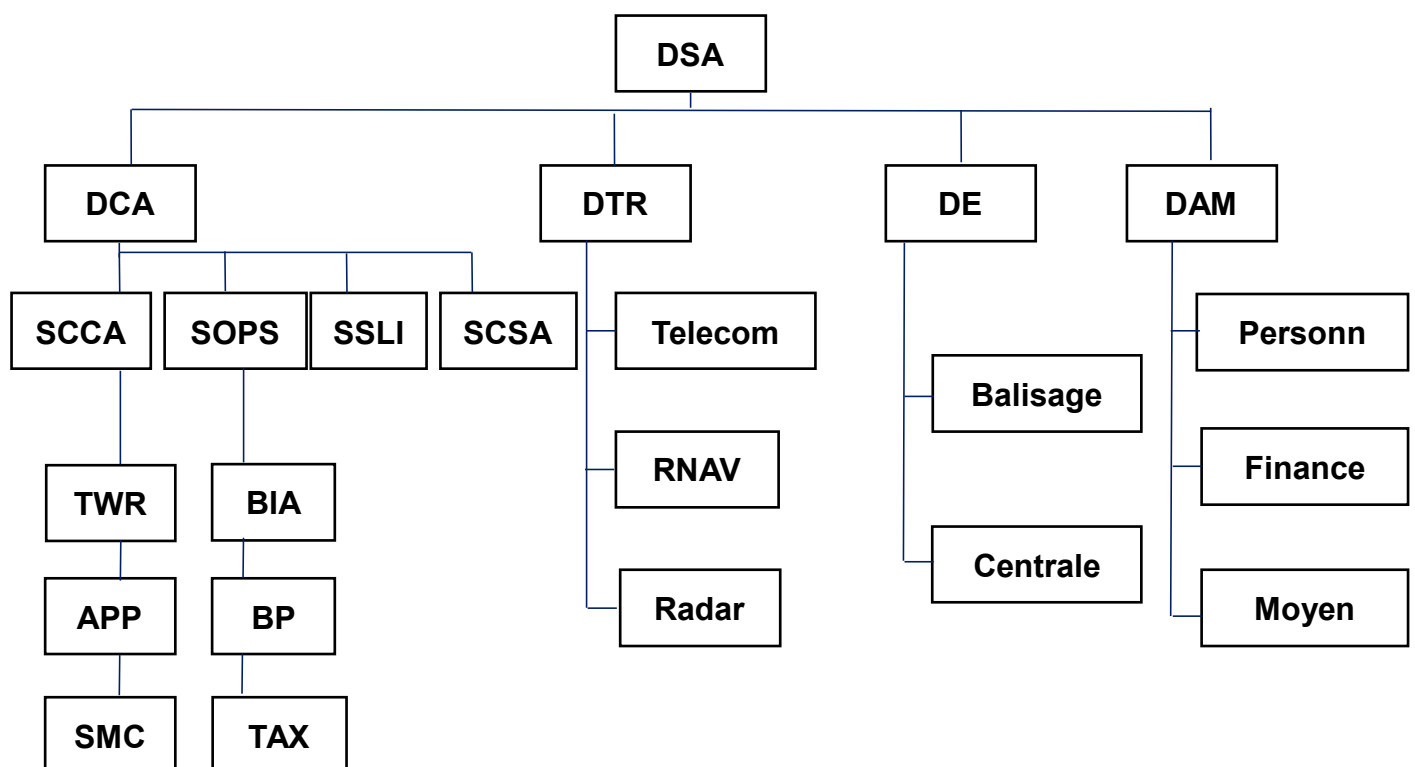 DSA
DCA
DTR
DE
DAM
SCCA
SOPS
SSLI
SCSA
Telecom
Personn
Balisage
RNAV
Finance
TWR
BIA
Centrale
APP
BP
Radar
Moyen
SMC
TAX